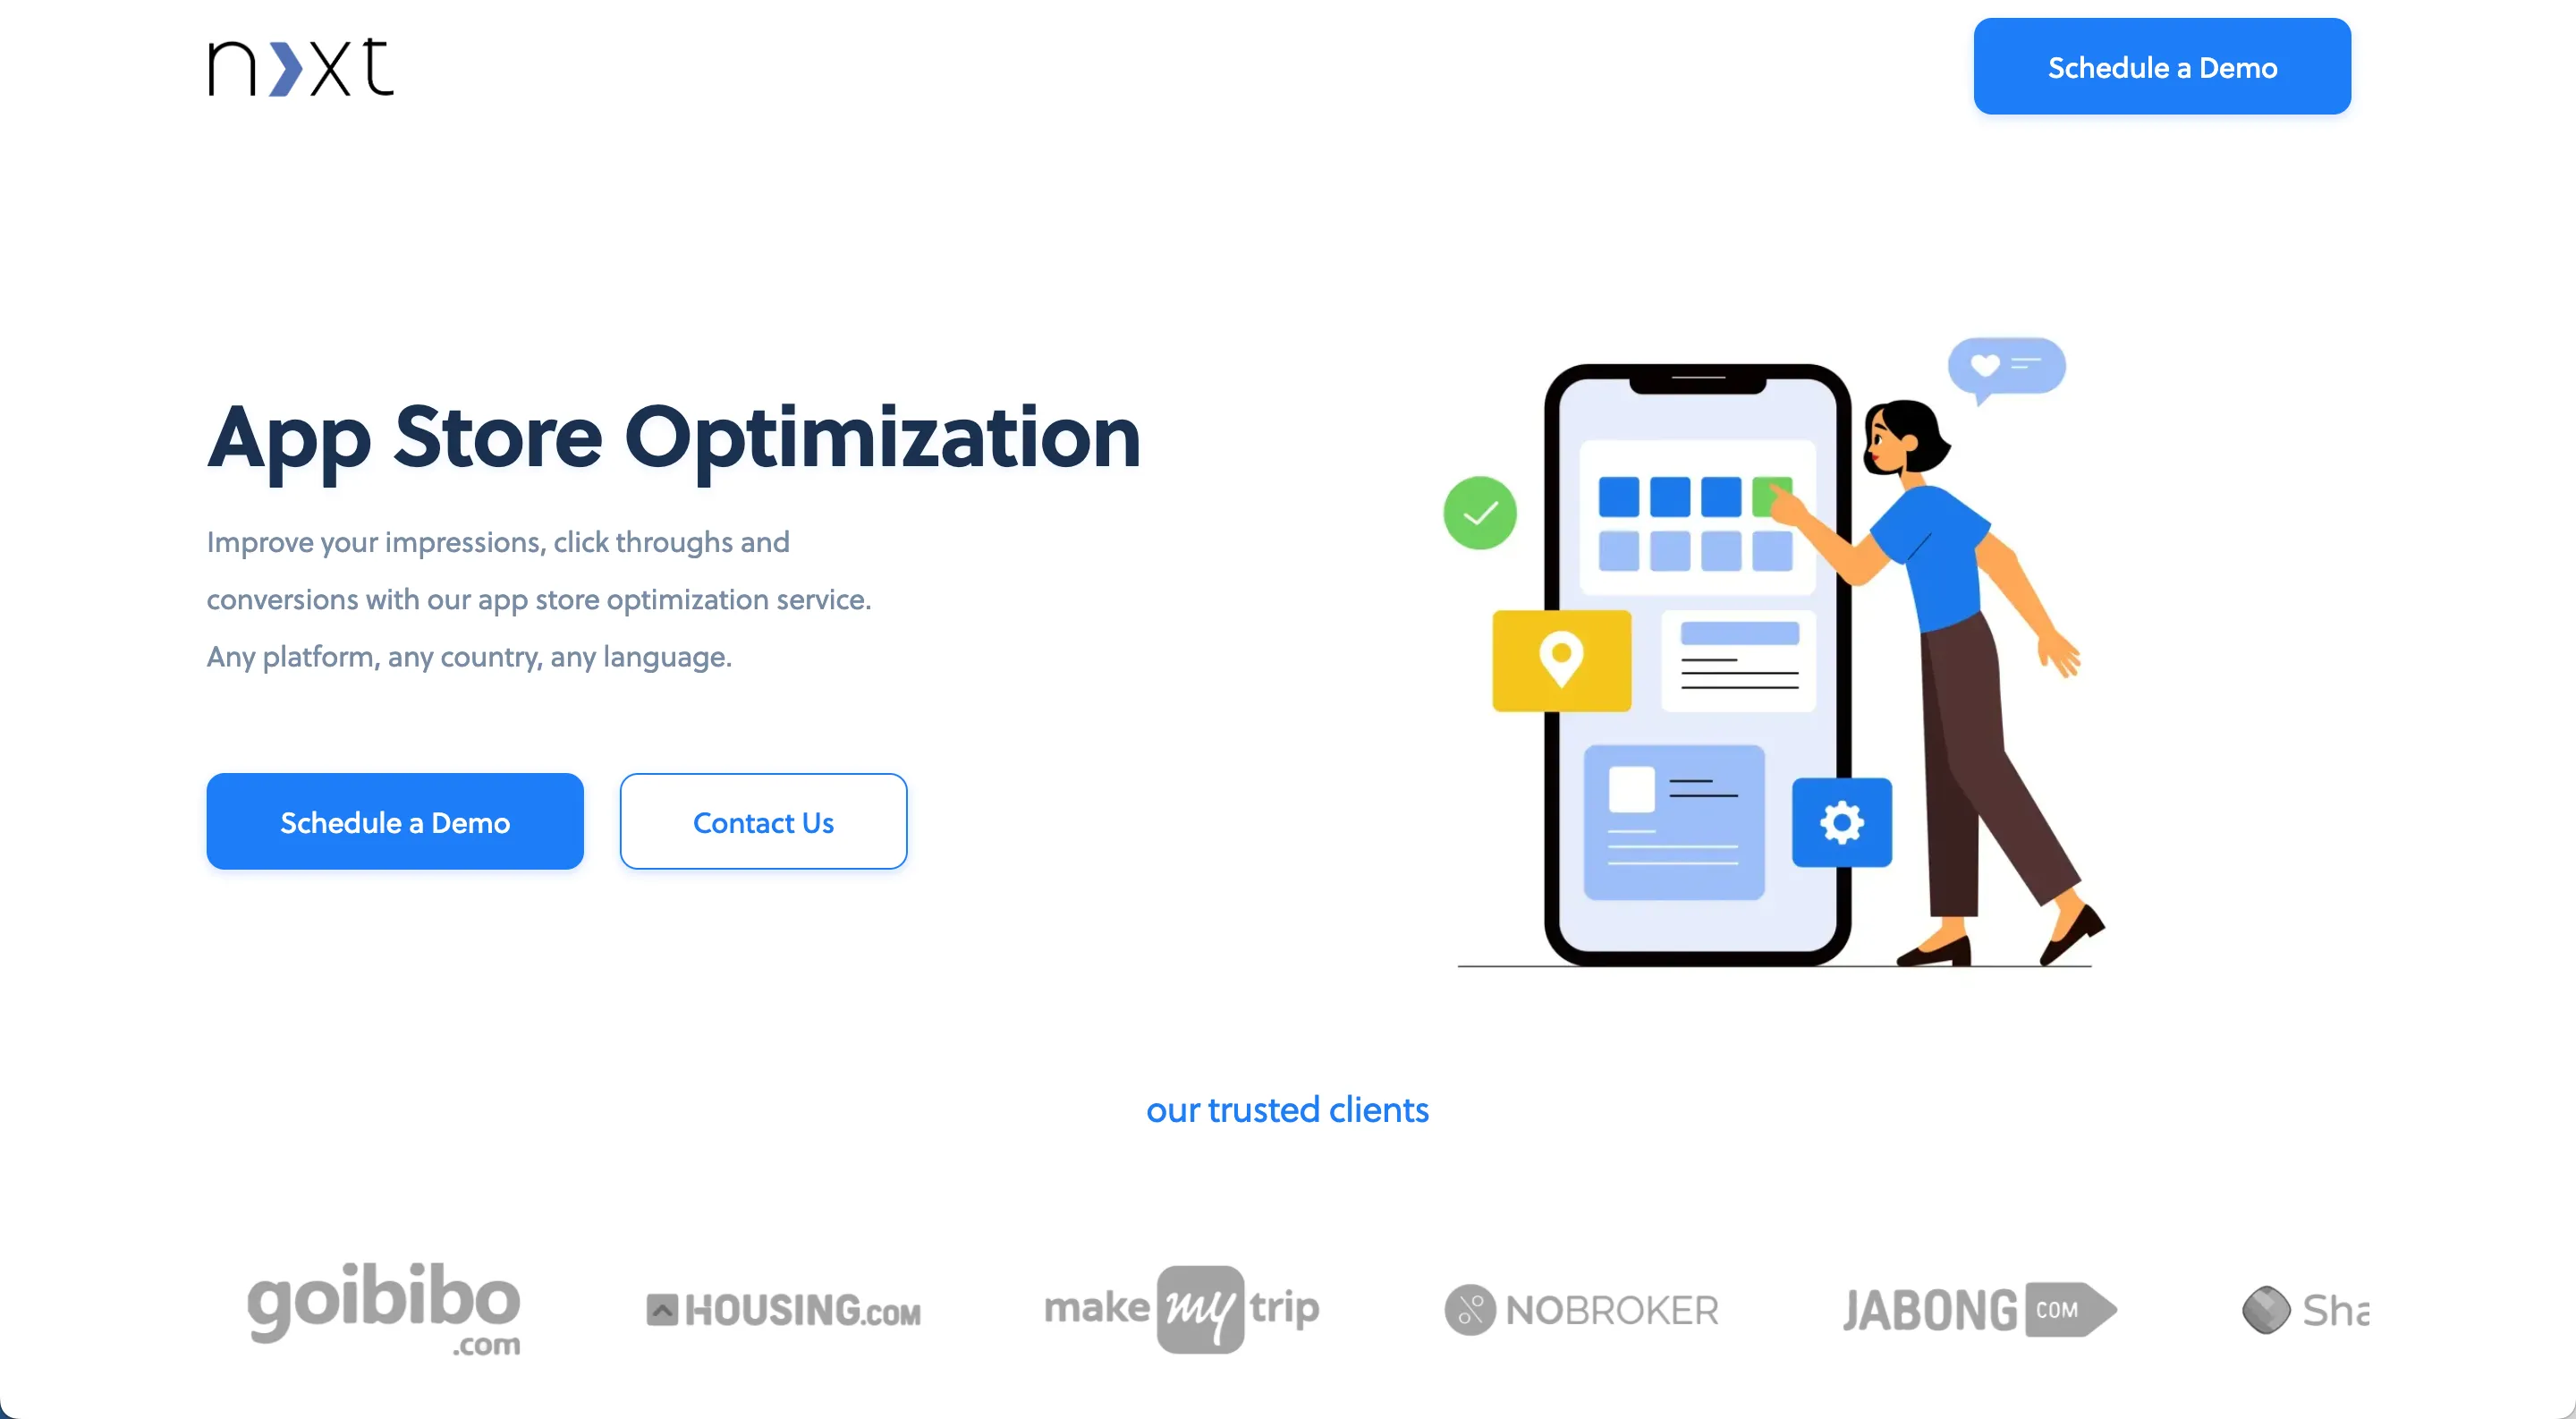 n❯xt
Schedule a Demo
App Store Optimization
Improve your impressions, click throughs and
conversions with our app store optimization service.
Any platform, any country, any language.
Schedule a Demo
Contact Us
our trusted clients
goibibo
.com
HOUSING.COM
make my trip
NOBROKER
JABONG COM
Sha